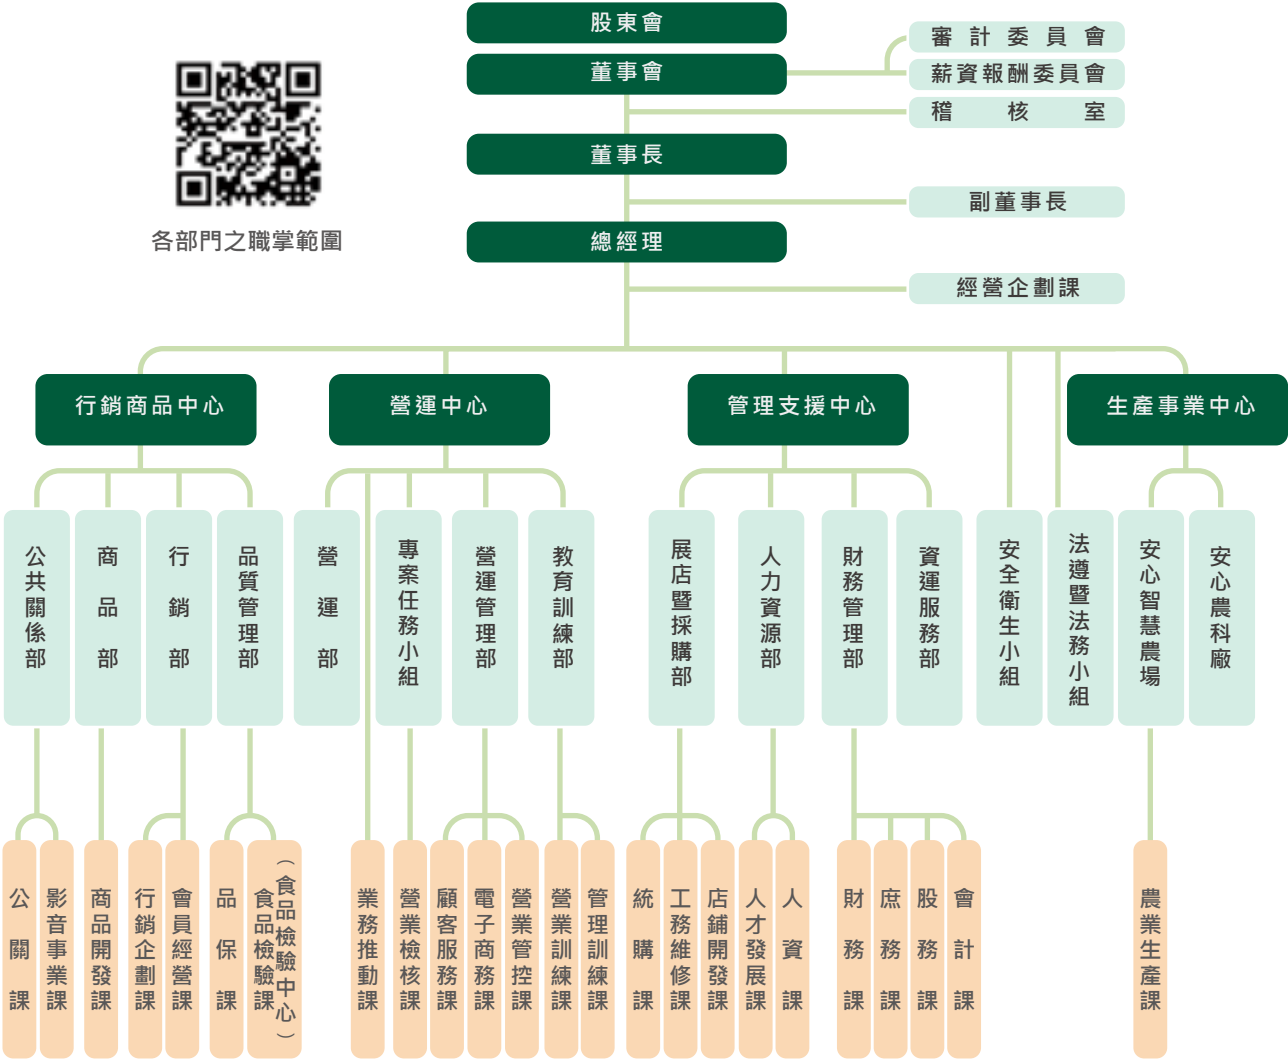 股東會
董事會
審計委員會
薪資報酬委員會
稽核室
董事長
副董事長
總經理
各部門之職掌範圍
經營企劃課
行銷商品中心
營運中心
管理支援中心
生產事業中心
公共關係部
商品部
行銷部
品質管理部
營運部
專案任務小組
營運管理部
教育訓練部
展店暨採購部
人力資源部
財務管理部
資運服務部
安全衛生小組
法遵暨法務小組
安心智慧農場
安心農科廠
公關課
影音事業課
商品開發課
行銷企劃課
會員經營課
品保課
食品檢驗課
（食品檢驗中心）
業務推動課
營業檢核課
顧客服務課
電子商務課
營業管控課
營業訓練課
管理訓練課
統購課
工務維修課
店鋪開發課
人才發展課
人資課
財務課
庶務課
股務課
會計課
農業生產課